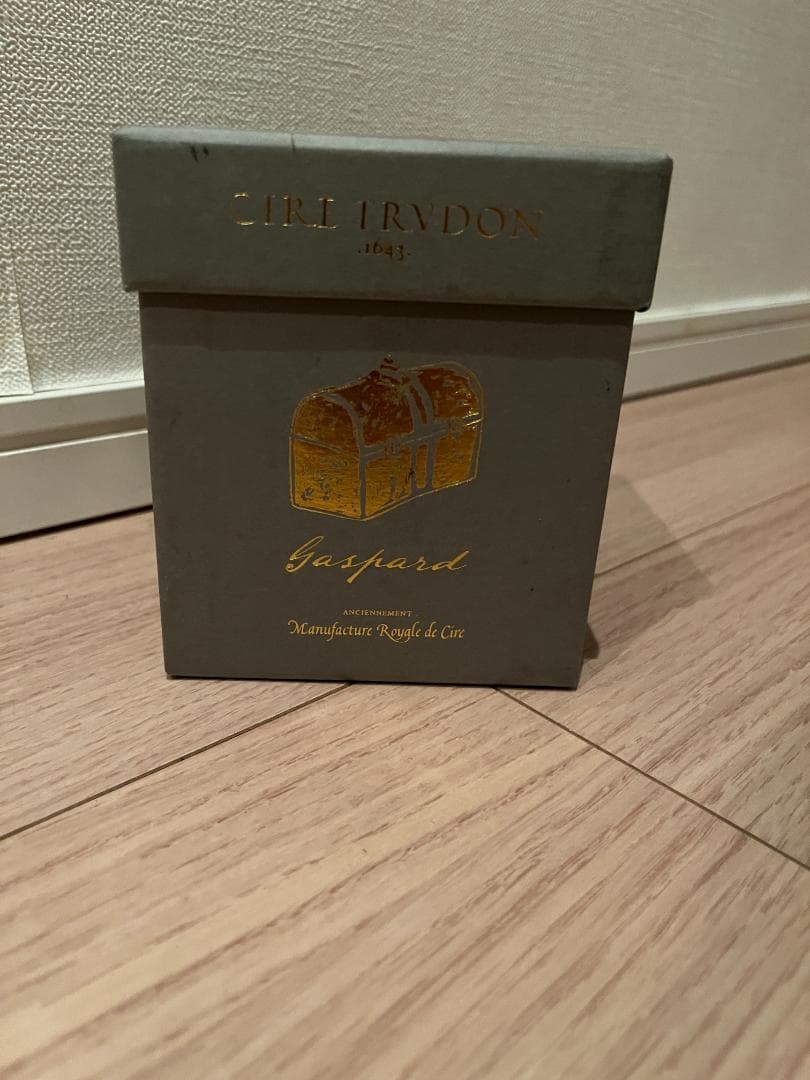 CIRE TRVDON
.1643.
Gaspard
ANCIENNEMENT
Manufacture Royale de Cire